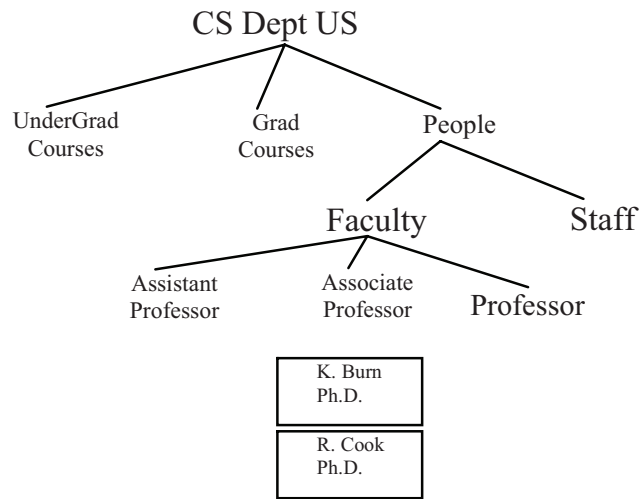 CS Dept US
UnderGrad
Courses
Grad
Courses
People
Faculty
Staff
Assistant
Professor
Associate
Professor
Professor
K. Burn
Ph.D.
R. Cook
Ph.D.